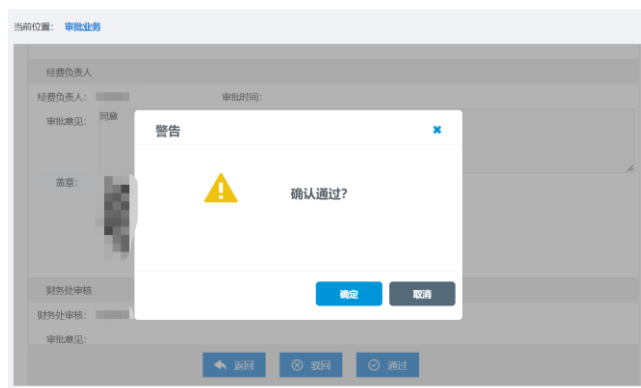 当前位置： 审批业务
经费负责人
经费负责人： 审批时间：
审批意见： 同意
警告
确认通过？
盖章：
确定 取消
财务处审核
财务处审核：
审批意见：
返回 驳回 通过